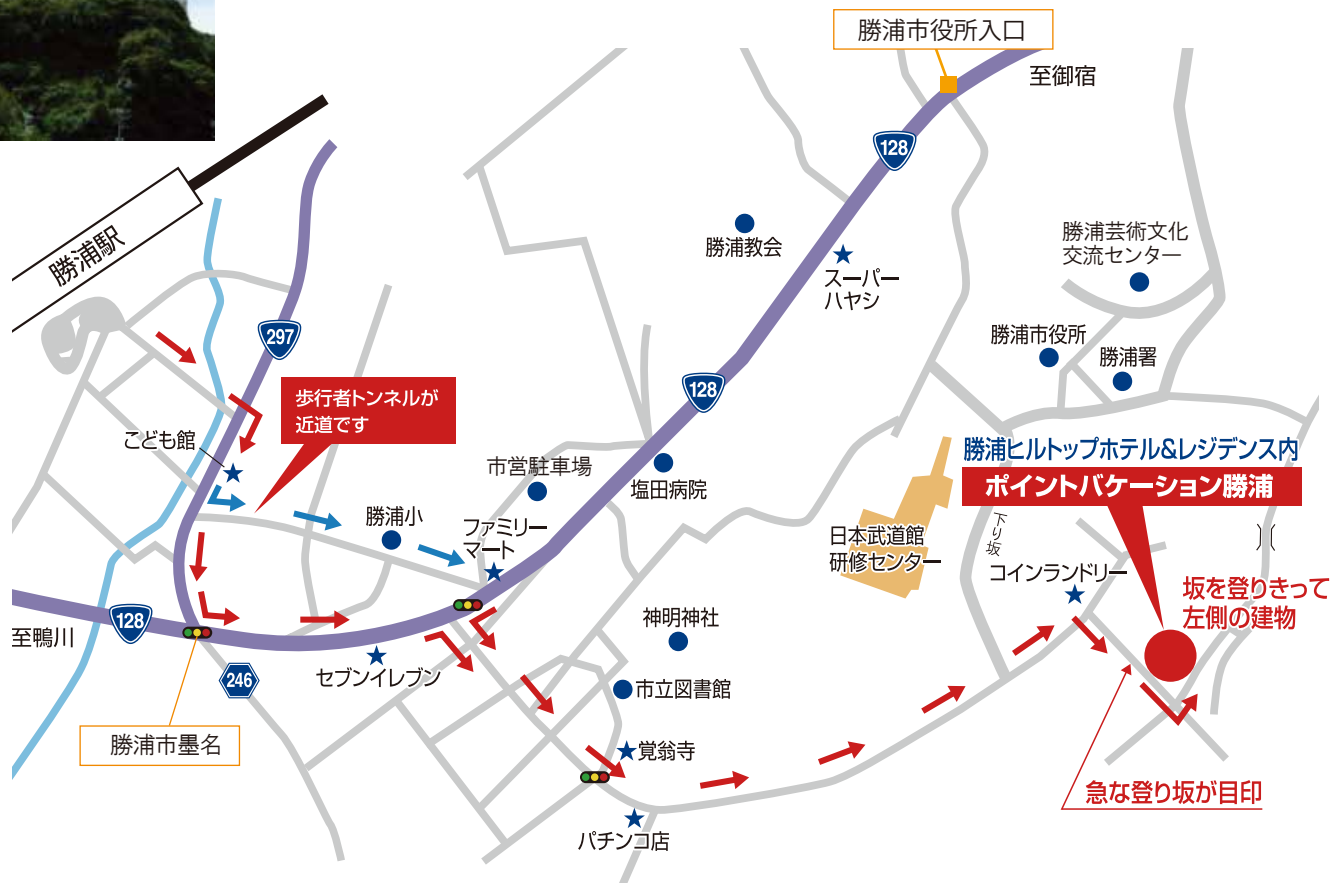 勝浦市役所入口
至御宿
128
勝浦駅
勝浦教会
スーパー
ハヤシ
勝浦芸術文化
交流センター
297
勝浦市役所
勝浦署
128
歩行者トンネルが
近道です
こども館
市営駐車場
塩田病院
勝浦ヒルトップホテル&レジデンス内
ポイントバケーション勝浦
勝浦小
ファミリー
マート
日本武道館
研修センター
下り坂
コインランドリー
坂を登りきって
左側の建物
128
至鴨川
神明神社
246
セブンイレブン
市立図書館
勝浦市墨名
覚翁寺
急な登り坂が目印
パチンコ店